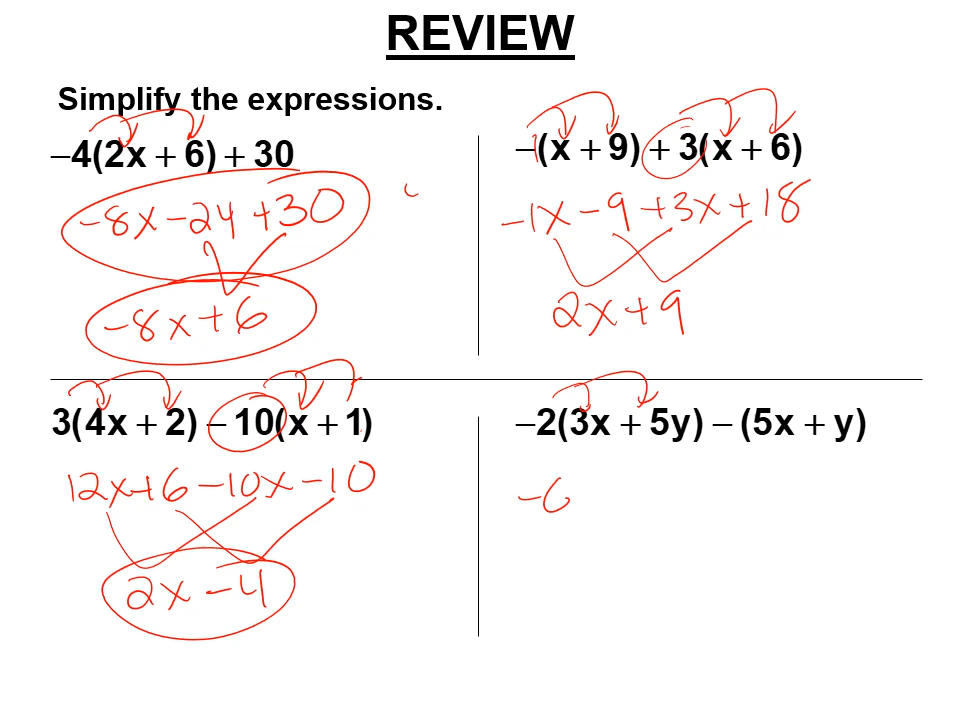 REVIEW
Simplify the expressions.
–4(2x + 6) + 30
-8x -24 +30
-8x+6
–(x + 9) + 3(x + 6)
1
-1x -9 +3x +18
2x +9
3(4x + 2) – 10(x + 1)
12x+6 -10x -10
2x -4
–2(3x + 5y) – (5x + y)
-6